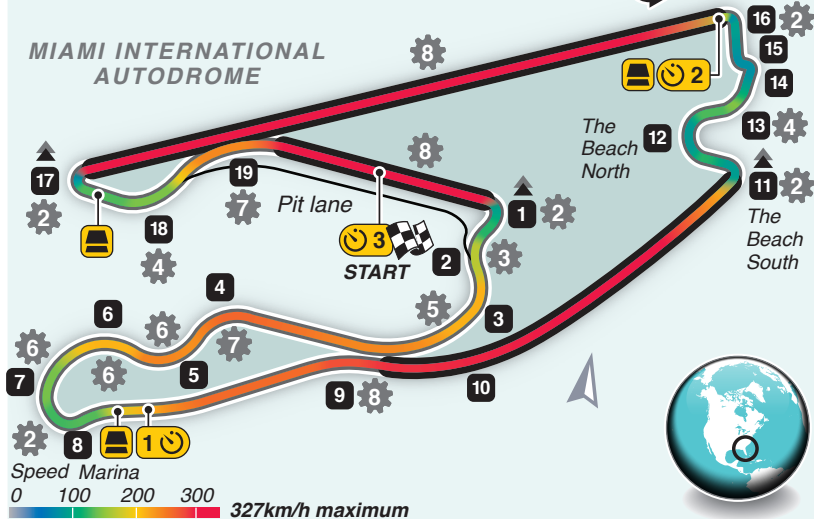 16
2
15
MIAMI INTERNATIONAL
AUTODROME
8
2
14
The
Beach
North
12
13
4
17
2
19
7
8
Pit lane
1
2
11
2
The
Beach
South
18
4
3
START
2
3
4
5
3
6
6
6
6
7
5
7
9
8
10
2
8
1
Speed
Marina
0 100 200 300
327km/h maximum